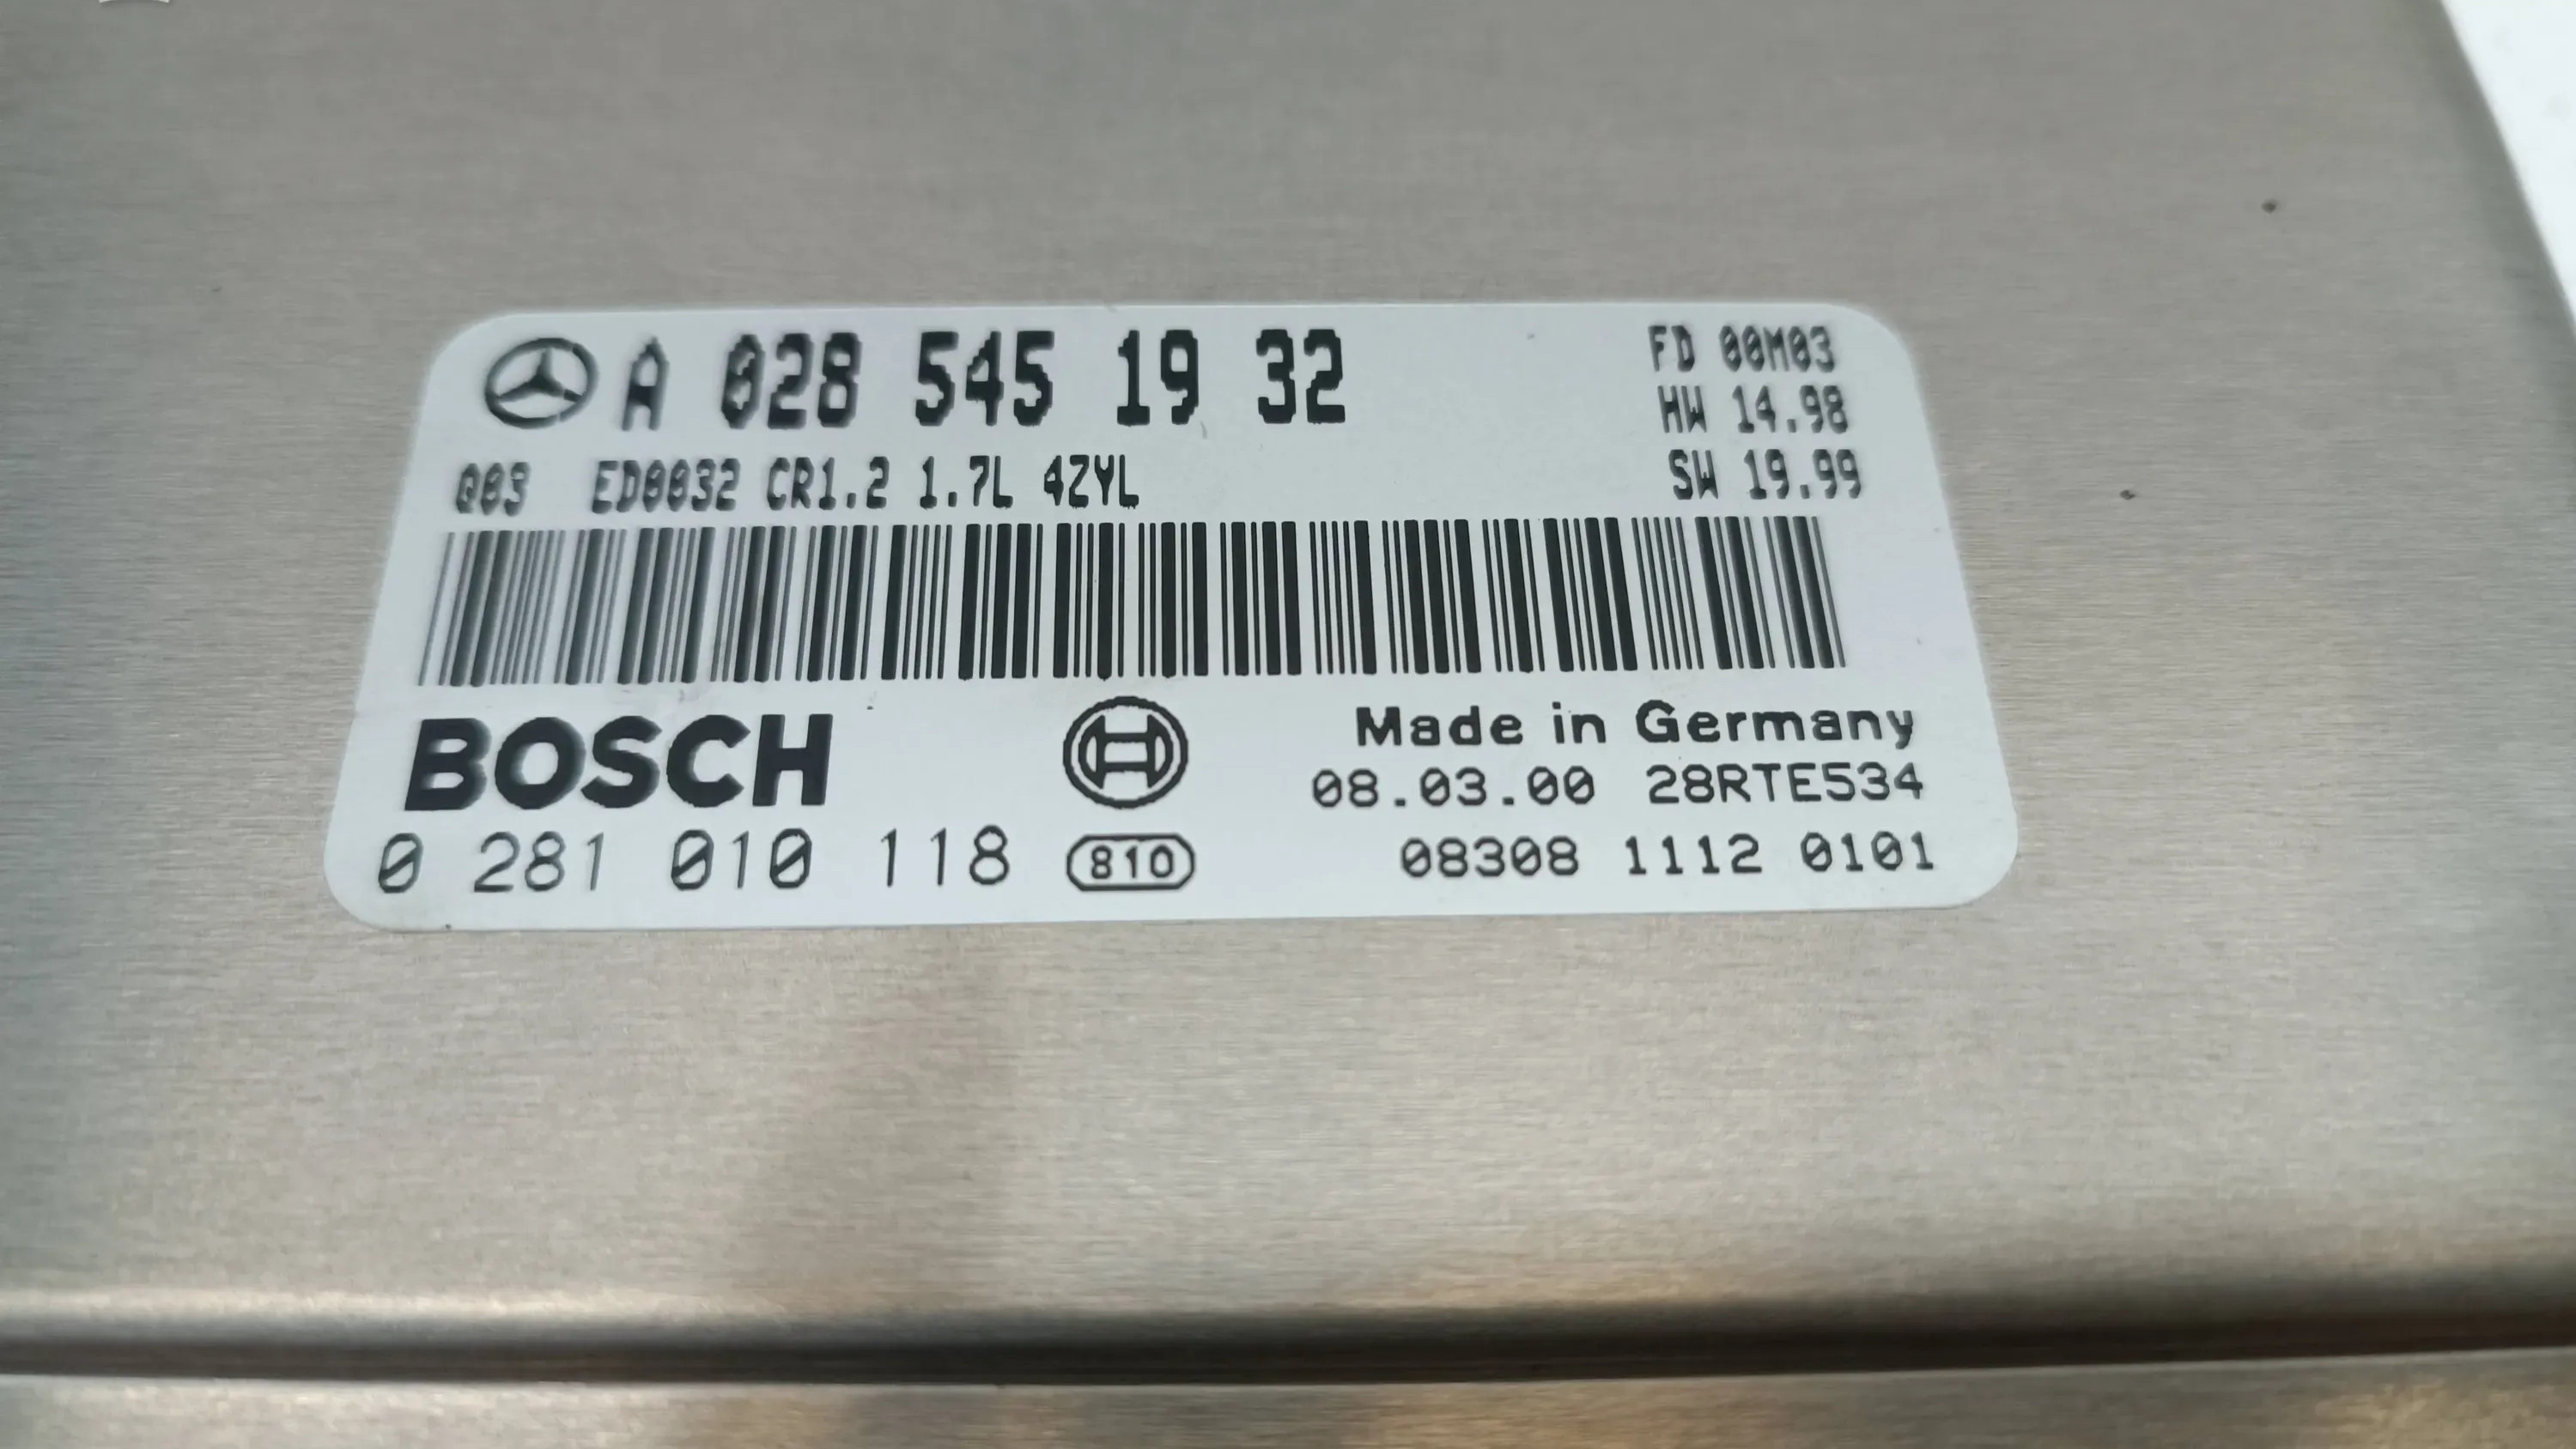 A 028 545 19 32
FD 00M03
HW 14.98
Q03 ED0032 CR1.2 1.7L 4ZYL
SW 19.99
BOSCH
Made in Germany
08.03.00 28RTE534
0 281 010 118 810
08308 1112 0101